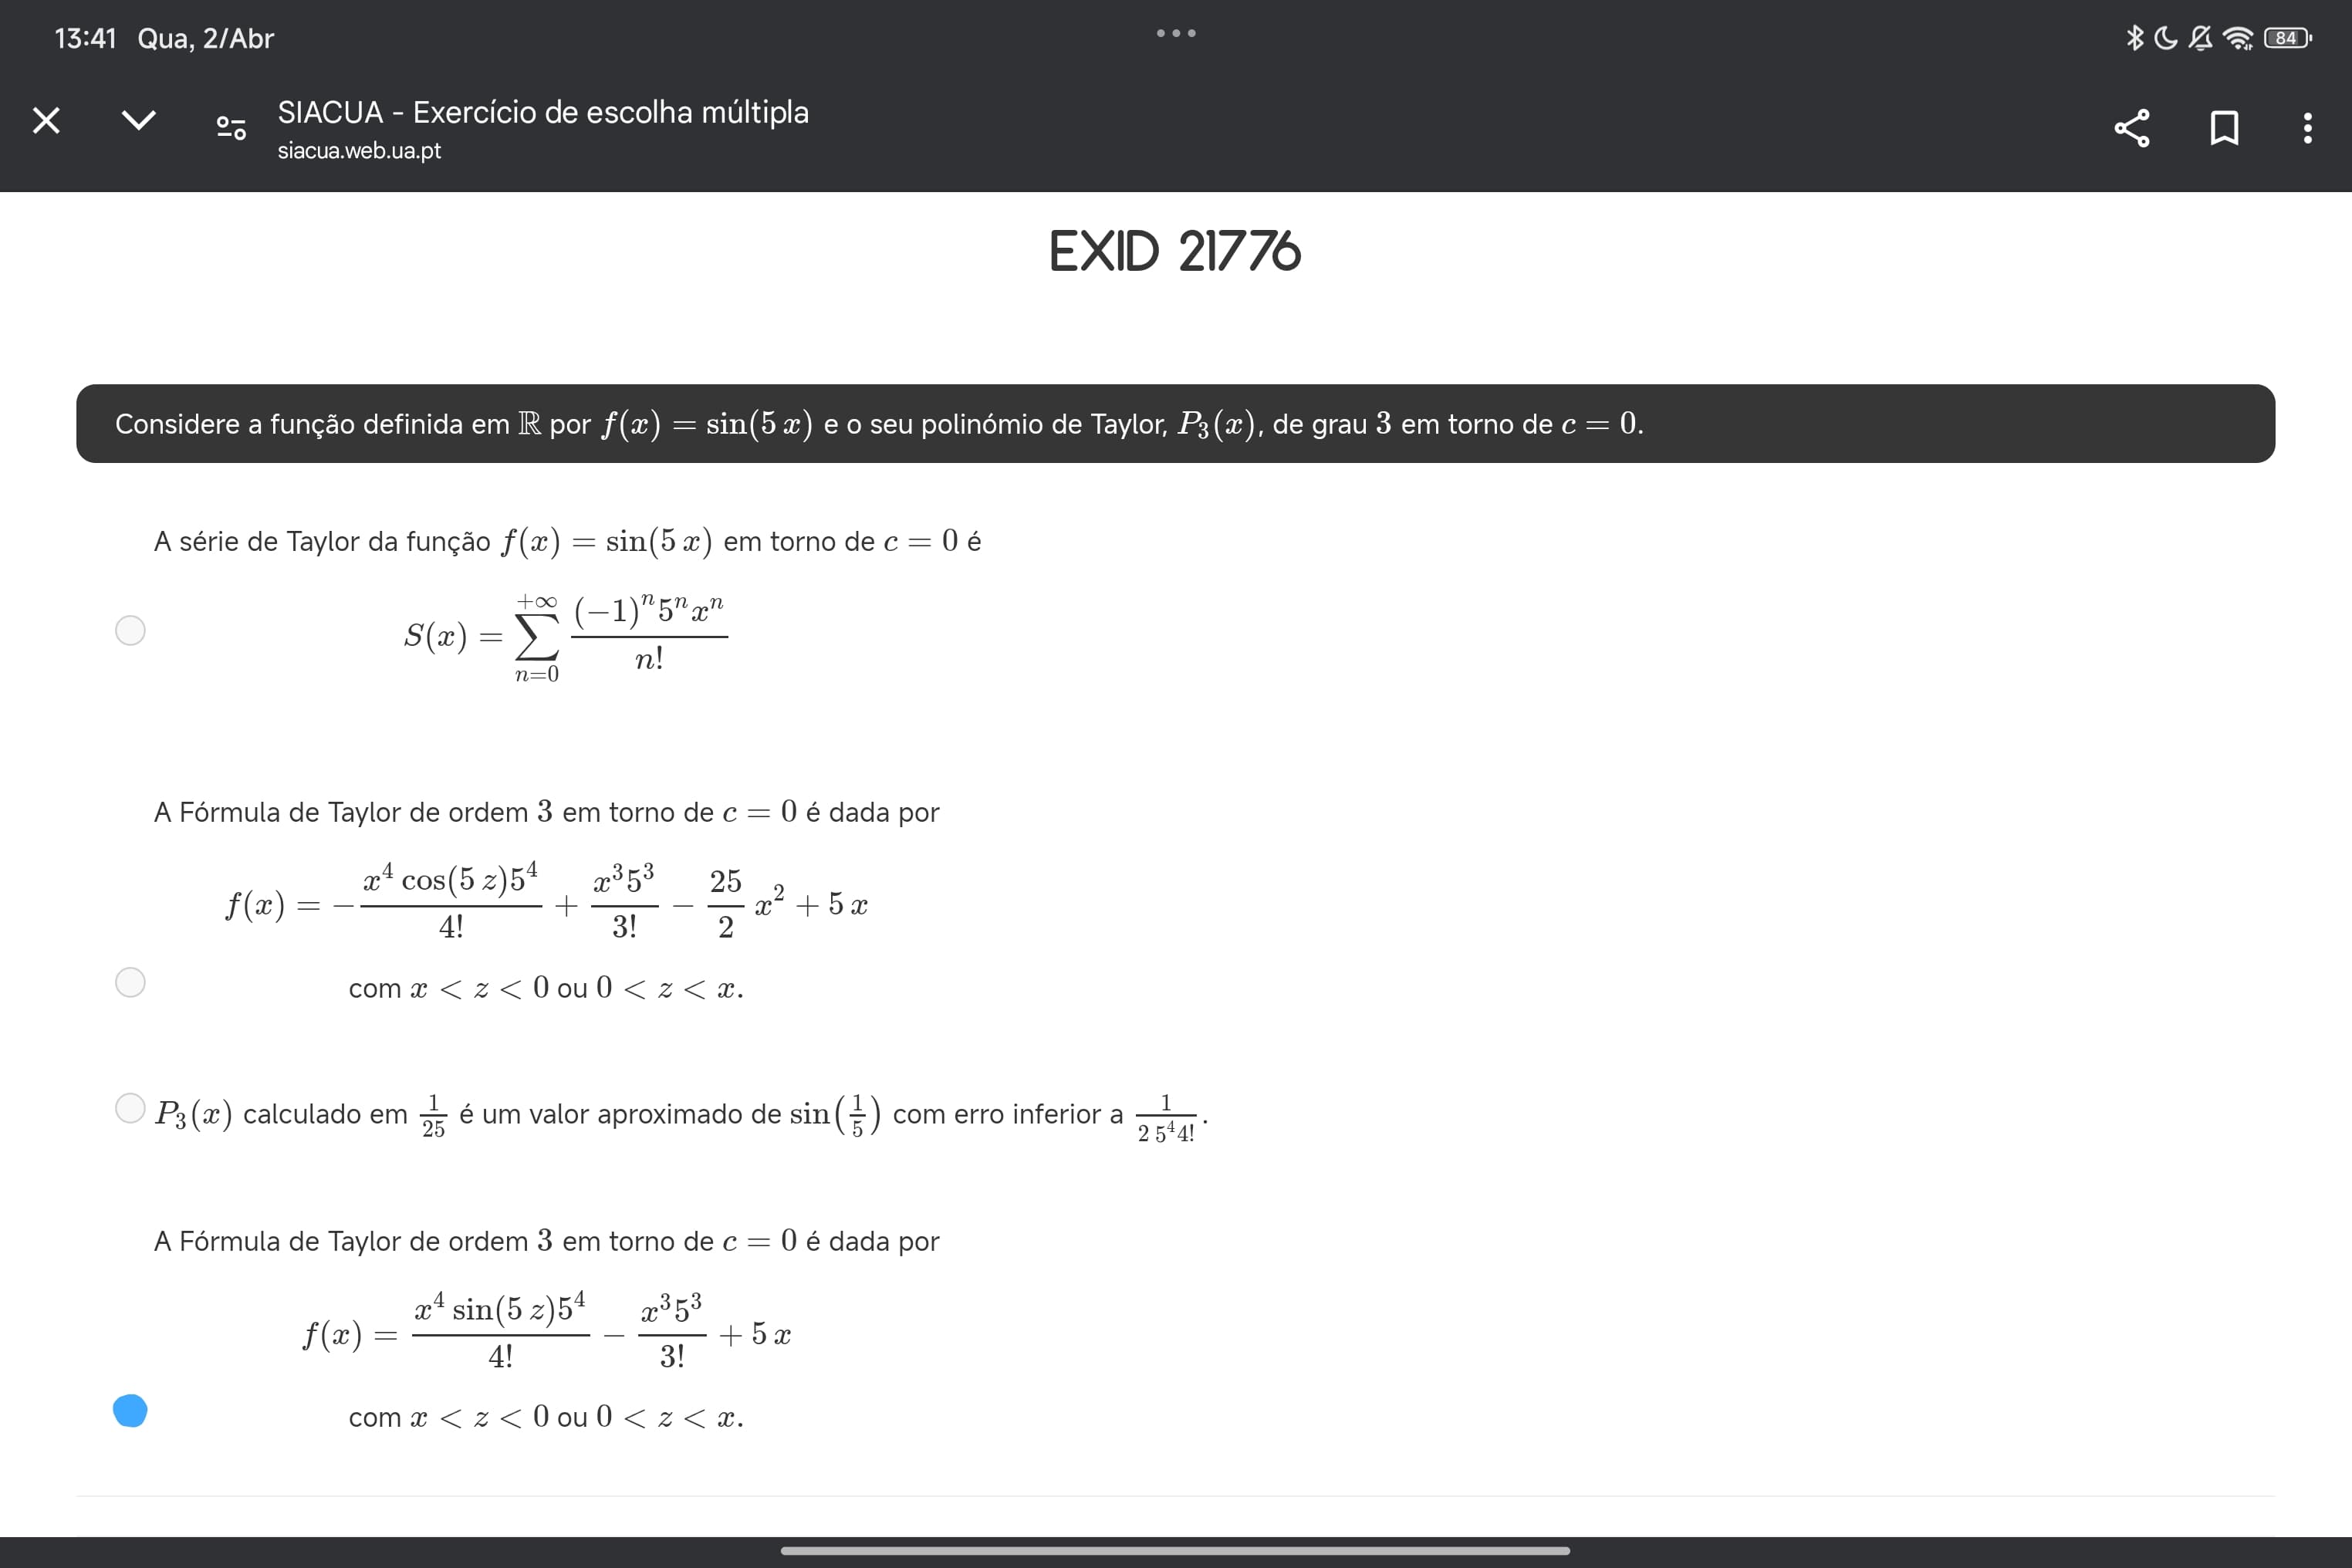 13:41 Qua, 2/Abr
84
SIACUA - Exercício de escolha múltipla
siacua.web.ua.pt
EXID 21776
Considere a função definida em ℝ por f(x) = sin(5 x) e o seu polinómio de Taylor, P₃(x), de grau 3 em torno de c = 0.
A série de Taylor da função f(x) = sin(5 x) em torno de c = 0 é
S(x) = \sum_{n=0}^{+\infty} \frac{(-1)^n 5^n x^n}{n!}
A Fórmula de Taylor de ordem 3 em torno de c = 0 é dada por
f(x) = -\frac{x^4 \cos(5 z)5^4}{4!} + \frac{x^3 5^3}{3!} - \frac{25}{2} x^2 + 5 x
com x < z < 0 ou 0 < z < x.
P₃(x) calculado em \frac{1}{25} é um valor aproximado de sin(\frac{1}{5}) com erro inferior a \frac{1}{2 5^4 4!}.
A Fórmula de Taylor de ordem 3 em torno de c = 0 é dada por
f(x) = \frac{x^4 \sin(5 z)5^4}{4!} - \frac{x^3 5^3}{3!} + 5 x
com x < z < 0 ou 0 < z < x.